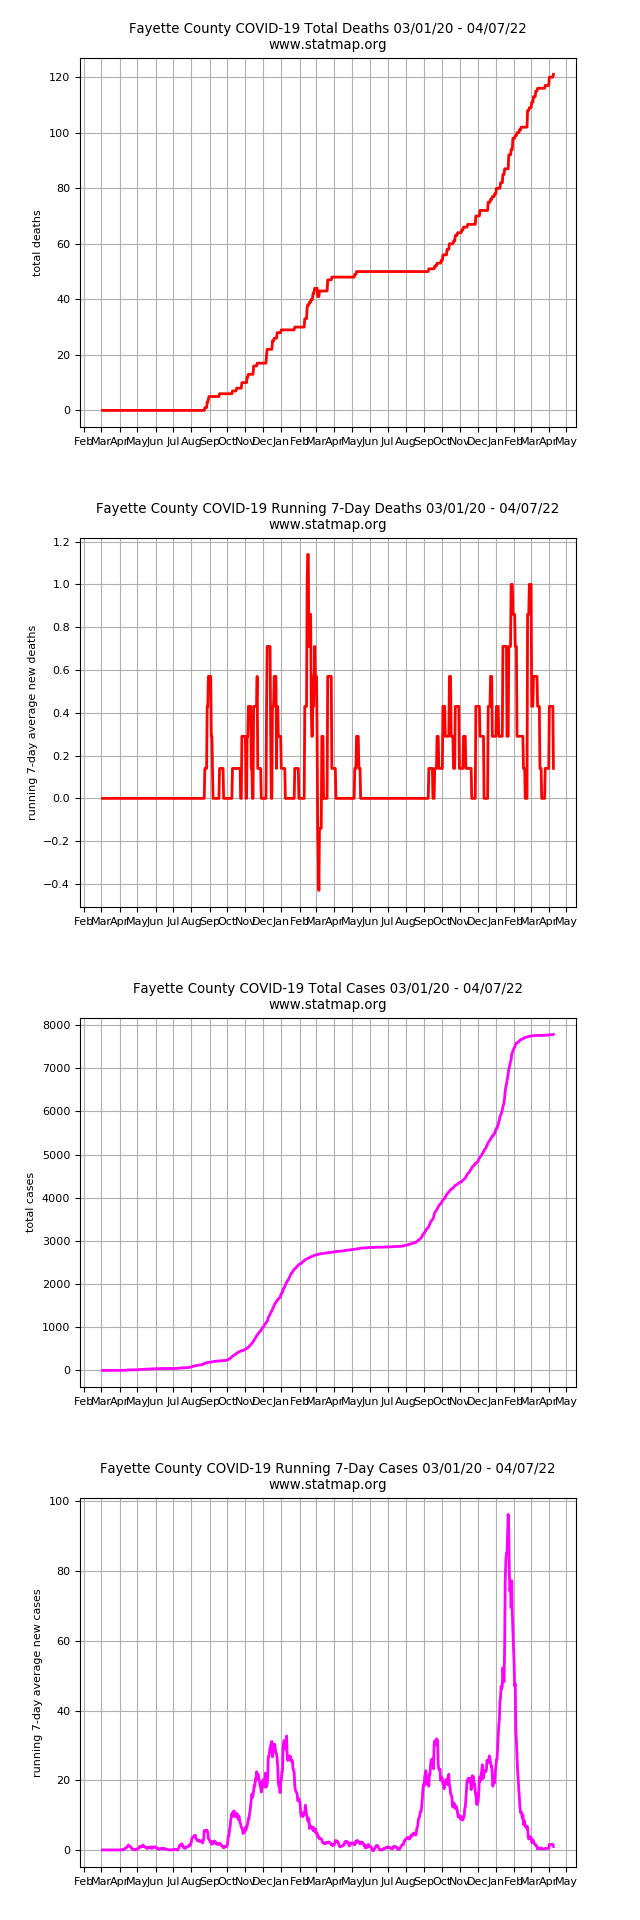 Fayette County COVID-19 Total Deaths 03/01/20 - 04/07/22
www.statmap.org
120
100
80
60
40
20
0
total deaths
Feb Mar Apr May Jun Jul Aug Sep Oct Nov Dec Jan Feb Mar Apr May Jun Jul Aug Sep Oct Nov Dec Jan Feb Mar Apr May
Fayette County COVID-19 Running 7-Day Deaths 03/01/20 - 04/07/22
www.statmap.org
1.2
1.0
0.8
0.6
0.4
0.2
0.0
−0.2
−0.4
running 7-day average new deaths
Feb Mar Apr May Jun Jul Aug Sep Oct Nov Dec Jan Feb Mar Apr May Jun Jul Aug Sep Oct Nov Dec Jan Feb Mar Apr May
Fayette County COVID-19 Total Cases 03/01/20 - 04/07/22
www.statmap.org
8000
7000
6000
5000
4000
3000
2000
1000
0
total cases
Feb Mar Apr May Jun Jul Aug Sep Oct Nov Dec Jan Feb Mar Apr May Jun Jul Aug Sep Oct Nov Dec Jan Feb Mar Apr May
Fayette County COVID-19 Running 7-Day Cases 03/01/20 - 04/07/22
www.statmap.org
100
80
60
40
20
0
running 7-day average new cases
Feb Mar Apr May Jun Jul Aug Sep Oct Nov Dec Jan Feb Mar Apr May Jun Jul Aug Sep Oct Nov Dec Jan Feb Mar Apr May